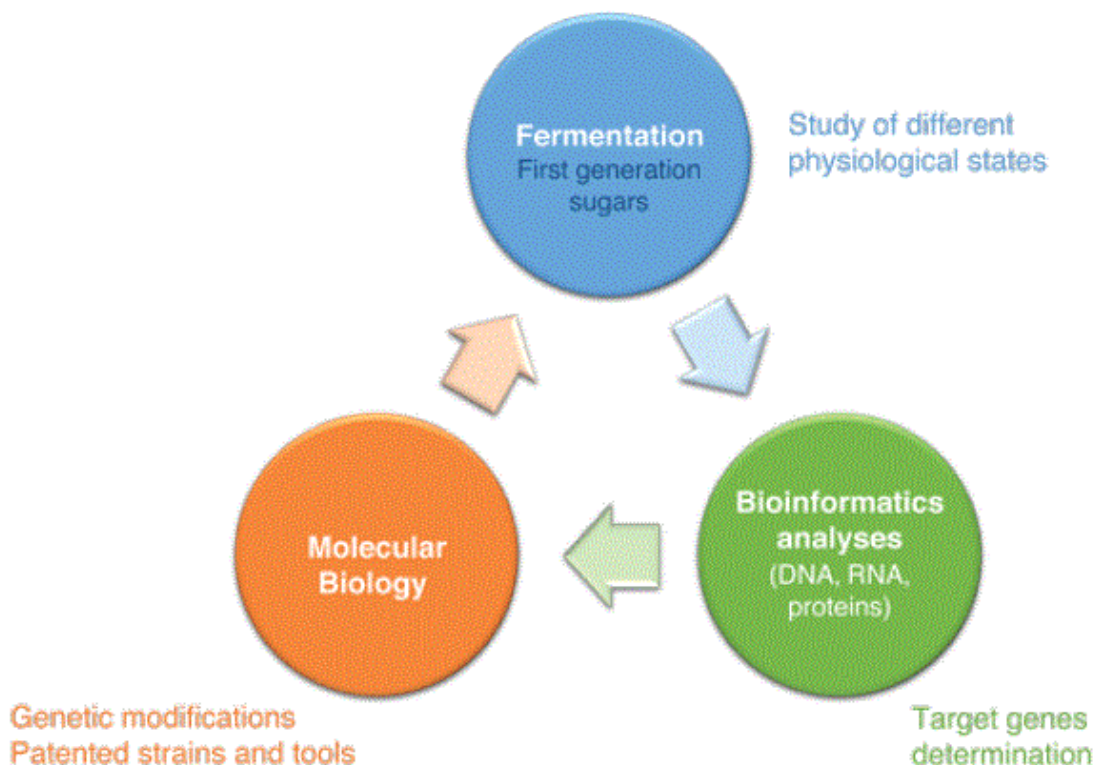 Fermentation
First generation
sugars
Study of different
physiological states
Bioinformatics
analyses
(DNA, RNA,
proteins)
Molecular
Biology
Genetic modifications
Patented strains and tools
Target genes
determination